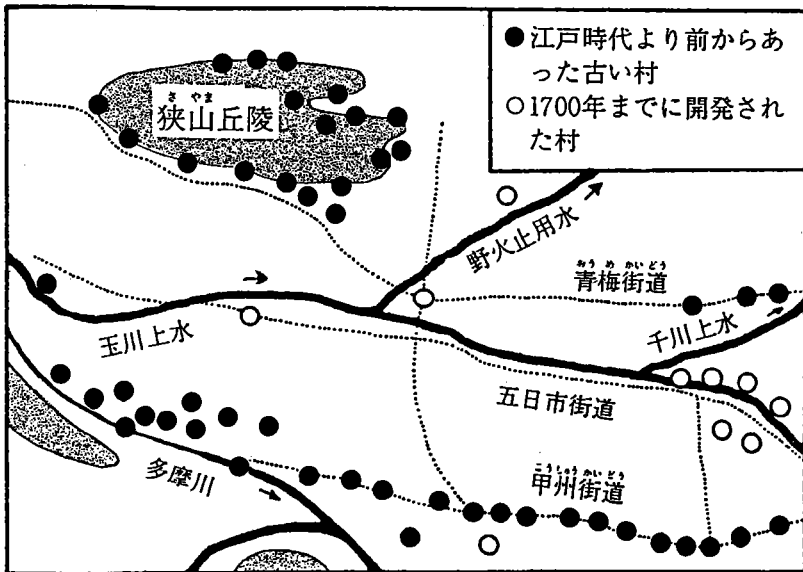 ●江戸時代より前からあ
った古い村
○1700年までに開発され
た村
さやま
狭山丘陵
野火止用水
おうめかいどう
青梅街道
千川上水
玉川上水
五日市街道
多摩川
こうしゅうかいどう
甲州街道